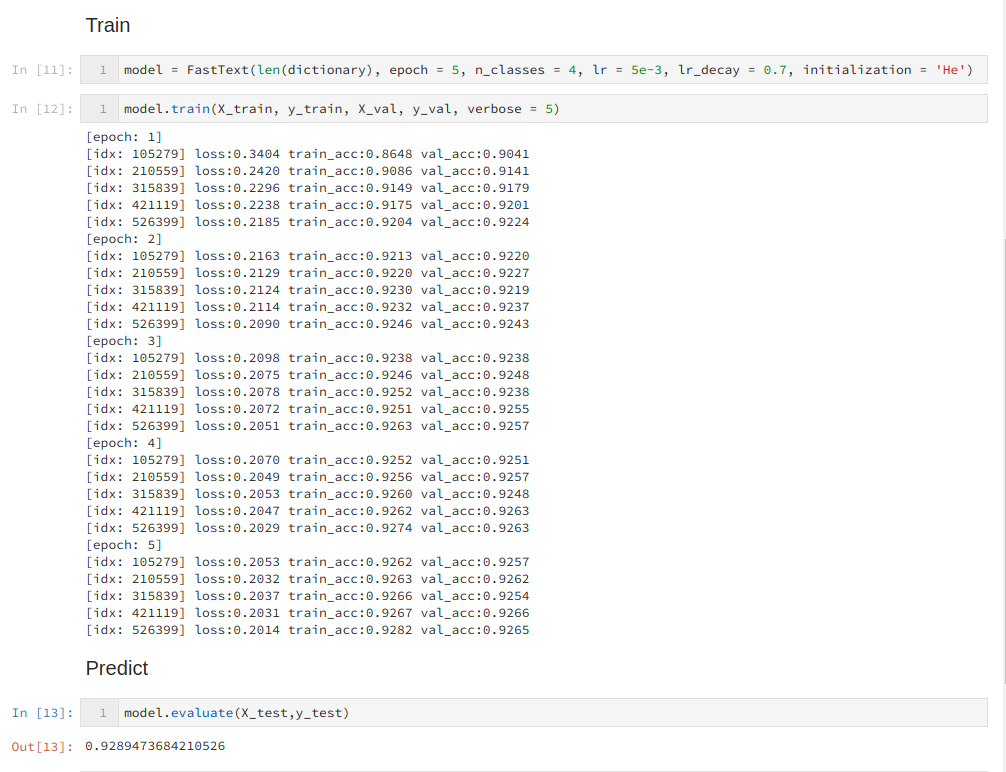 Train
In [11]: 1 model = FastText(len(dictionary), epoch = 5, n_classes = 4, lr = 5e-3, lr_decay = 0.7, initialization = 'He')
In [12]: 1 model.train(X_train, y_train, X_val, y_val, verbose = 5)
[epoch: 1]
[idx: 105279] loss:0.3404 train_acc:0.8648 val_acc:0.9041
[idx: 210559] loss:0.2420 train_acc:0.9086 val_acc:0.9141
[idx: 315839] loss:0.2296 train_acc:0.9149 val_acc:0.9179
[idx: 421119] loss:0.2238 train_acc:0.9175 val_acc:0.9201
[idx: 526399] loss:0.2185 train_acc:0.9204 val_acc:0.9224
[epoch: 2]
[idx: 105279] loss:0.2163 train_acc:0.9213 val_acc:0.9220
[idx: 210559] loss:0.2129 train_acc:0.9220 val_acc:0.9227
[idx: 315839] loss:0.2124 train_acc:0.9230 val_acc:0.9219
[idx: 421119] loss:0.2114 train_acc:0.9232 val_acc:0.9237
[idx: 526399] loss:0.2090 train_acc:0.9246 val_acc:0.9243
[epoch: 3]
[idx: 105279] loss:0.2098 train_acc:0.9238 val_acc:0.9238
[idx: 210559] loss:0.2075 train_acc:0.9246 val_acc:0.9248
[idx: 315839] loss:0.2078 train_acc:0.9252 val_acc:0.9238
[idx: 421119] loss:0.2072 train_acc:0.9251 val_acc:0.9255
[idx: 526399] loss:0.2051 train_acc:0.9263 val_acc:0.9257
[epoch: 4]
[idx: 105279] loss:0.2070 train_acc:0.9252 val_acc:0.9251
[idx: 210559] loss:0.2049 train_acc:0.9256 val_acc:0.9257
[idx: 315839] loss:0.2053 train_acc:0.9260 val_acc:0.9248
[idx: 421119] loss:0.2047 train_acc:0.9262 val_acc:0.9263
[idx: 526399] loss:0.2029 train_acc:0.9274 val_acc:0.9263
[epoch: 5]
[idx: 105279] loss:0.2053 train_acc:0.9262 val_acc:0.9257
[idx: 210559] loss:0.2032 train_acc:0.9263 val_acc:0.9262
[idx: 315839] loss:0.2037 train_acc:0.9266 val_acc:0.9254
[idx: 421119] loss:0.2031 train_acc:0.9267 val_acc:0.9266
[idx: 526399] loss:0.2014 train_acc:0.9282 val_acc:0.9265
Predict
In [13]: 1 model.evaluate(X_test,y_test)
Out[13]: 0.9289473684210526